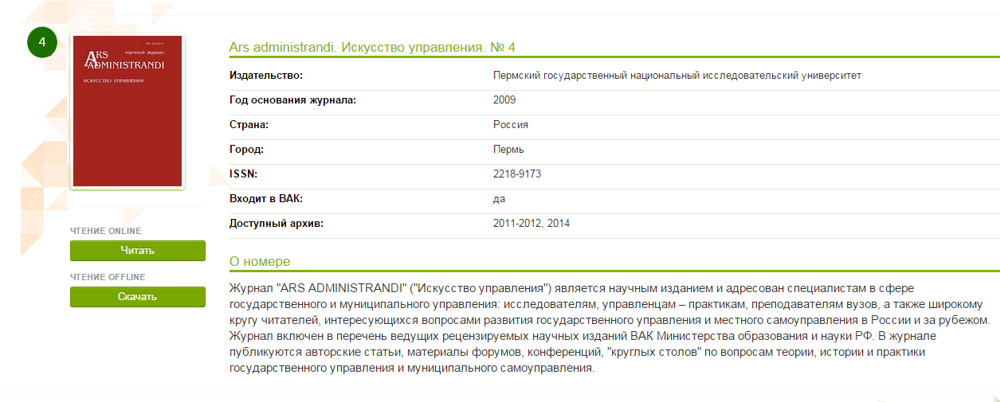 4
ARS
научный журнал
ADMINISTRANDI
ИСКУССТВО УПРАВЛЕНИЯ
Ars administrandi. Искусство управления. № 4
Издательство: Пермский государственный национальный исследовательский университет
Год основания журнала: 2009
Страна: Россия
Город: Пермь
ISSN: 2218-9173
Входит в ВАК: да
Доступный архив: 2011-2012, 2014
ЧТЕНИЕ ONLINE
Читать
ЧТЕНИЕ OFFLINE
Скачать
О номере
Журнал "ARS ADMINISTRANDI" ("Искусство управления") является научным изданием и адресован специалистам в сфере
государственного и муниципального управления: исследователям, управленцам – практикам, преподавателям вузов, а также широкому
кругу читателей, интересующихся вопросами развития государственного управления и местного самоуправления в России и за рубежом.
Журнал включен в перечень ведущих рецензируемых научных изданий ВАК Министерства образования и науки РФ. В журнале
публикуются авторские статьи, материалы форумов, конференций, "круглых столов" по вопросам теории, истории и практики
государственного управления и муниципального самоуправления.